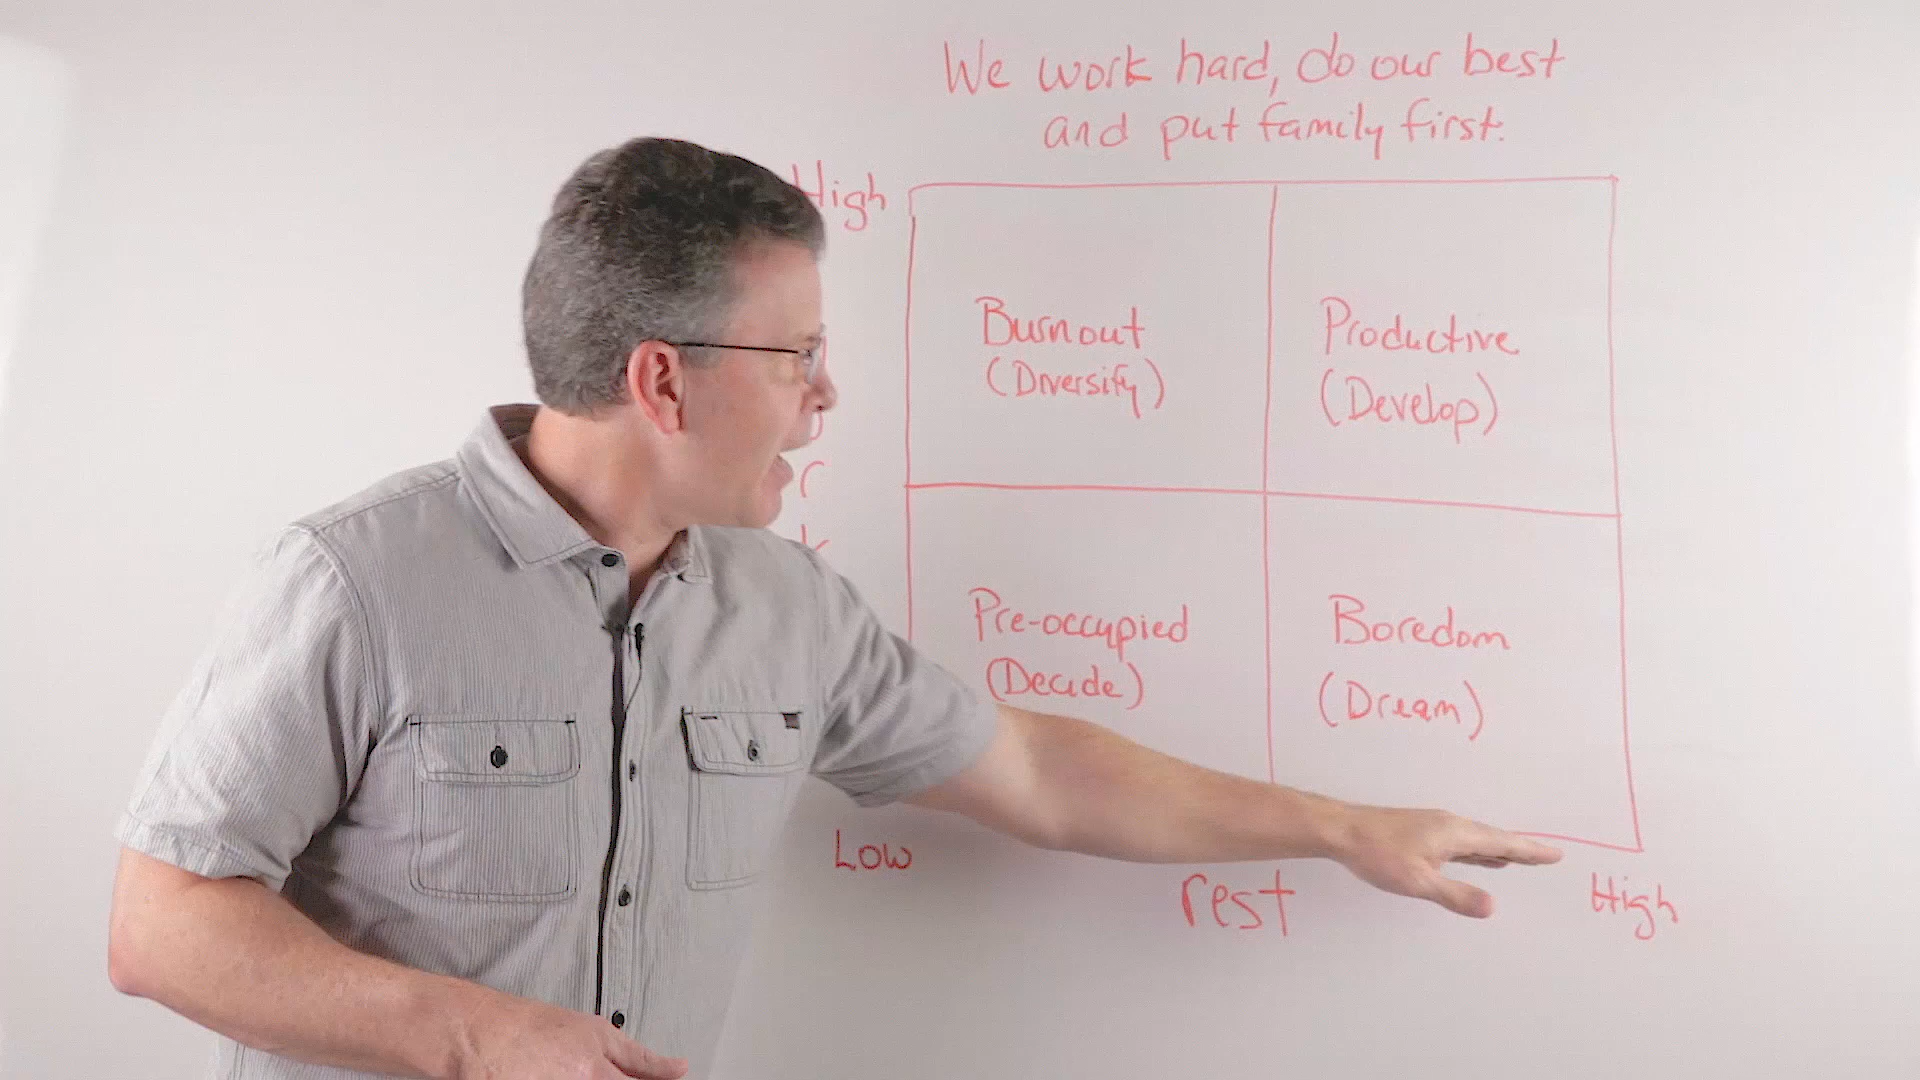 We work hard, do our best
and put family first.
High
Burnout
(Diversify)
Productive
(Develop)
r
k
Pre-occupied
(Decide)
Boredom
(Dream)
Low
rest
High